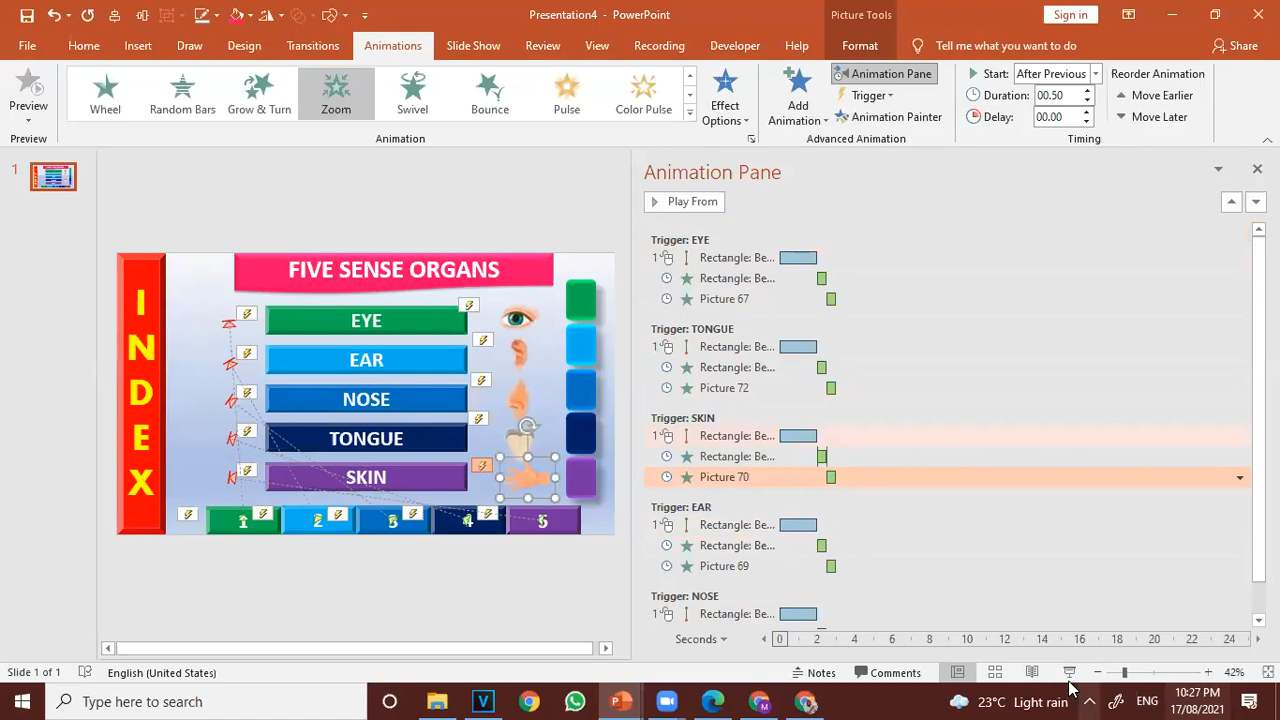 Presentation4 - PowerPoint
Picture Tools
Sign in
File Home Insert Draw Design Transitions Animations Slide Show Review View Recording Developer Help Format Tell me what you want to do Share
Preview
Wheel Random Bars Grow & Turn Zoom Swivel Bounce Pulse Color Pulse
Effect Options
Add Animation
Animation Pane
Trigger
Animation Painter
Start: After Previous
Duration: 00.50
Delay: 00.00
Reorder Animation
Move Earlier
Move Later
Preview Animation Advanced Animation Timing
1
INDEX
FIVE SENSE ORGANS
EYE
EAR
NOSE
TONGUE
SKIN
1 2 3 4 5
Animation Pane
Play From
Trigger: EYE
1 Rectangle: Be...
Rectangle: Be...
Picture 67
Trigger: TONGUE
1 Rectangle: Be...
Rectangle: Be...
Picture 72
Trigger: SKIN
1 Rectangle: Be...
Rectangle: Be...
Picture 70
Trigger: EAR
1 Rectangle: Be...
Rectangle: Be...
Picture 69
Trigger: NOSE
1 Rectangle: Be...
Seconds 0 2 4 6 8 10 12 14 16 18 20 22 24
Slide 1 of 1 English (United States) Notes Comments 42%
Type here to search
23°C Light rain ENG
10:27 PM
17/08/2021